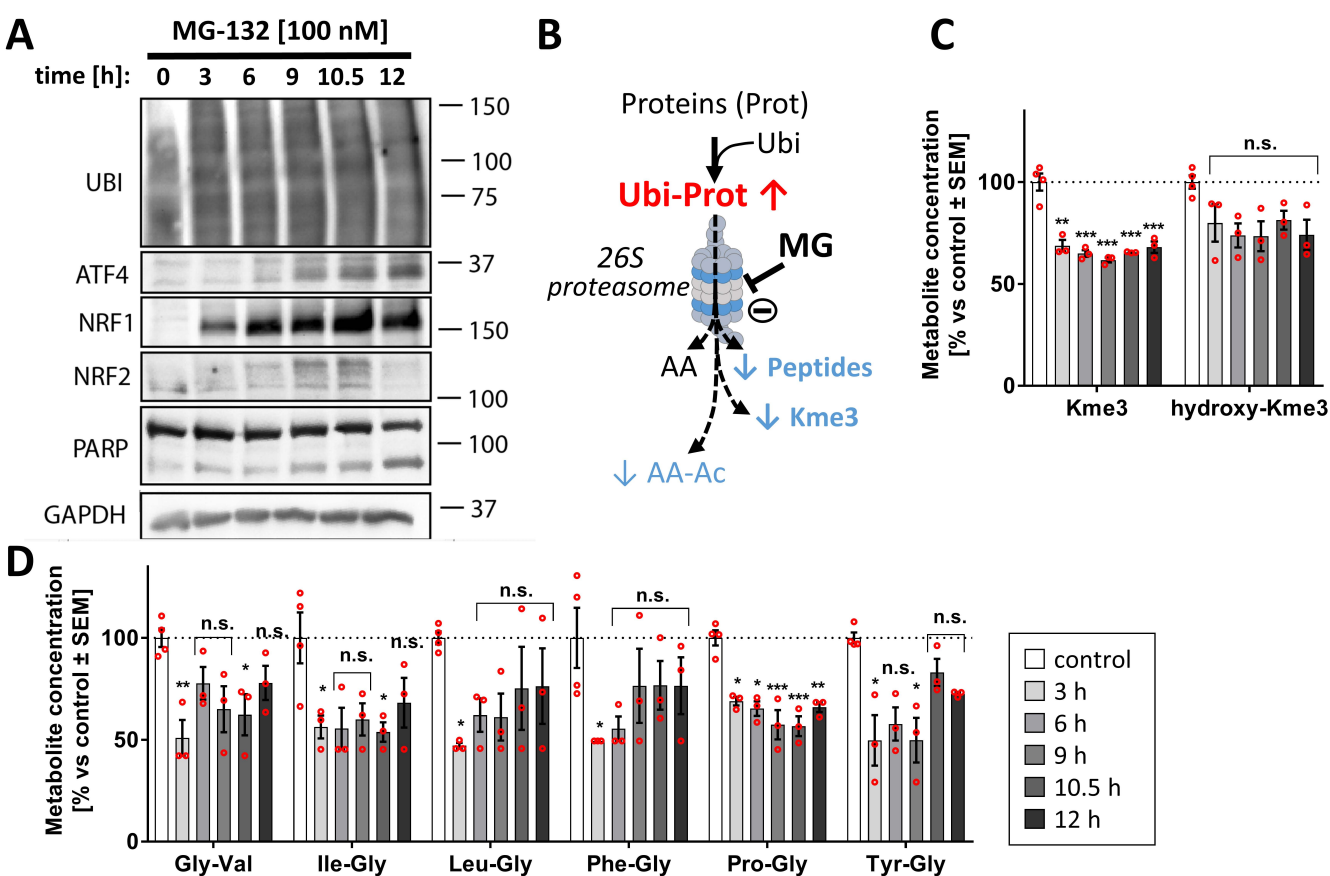 A
MG-132 [100 nM]
time [h]: 0 3 6 9 10.5 12
UBI
150
100
75
ATF4
37
NRF1
150
NRF2
100
PARP
100
GAPDH
37
B
Proteins (Prot)
Ubi
Ubi-Prot ↑
26S
proteasome
MG
AA
↓ Peptides
↓ Kme3
↓ AA-Ac
C
Metabolite concentration
[% vs control ± SEM]
100
50
0
n.s.
** *** *** *** ***
Kme3 hydroxy-Kme3
D
Metabolite concentration
[% vs control ± SEM]
100
50
0
** n.s. * n.s.
* n.s. * n.s.
* n.s.
* n.s.
* * *** *** **
* n.s. * n.s.
Gly-Val Ile-Gly Leu-Gly Phe-Gly Pro-Gly Tyr-Gly
control
3 h
6 h
9 h
10.5 h
12 h